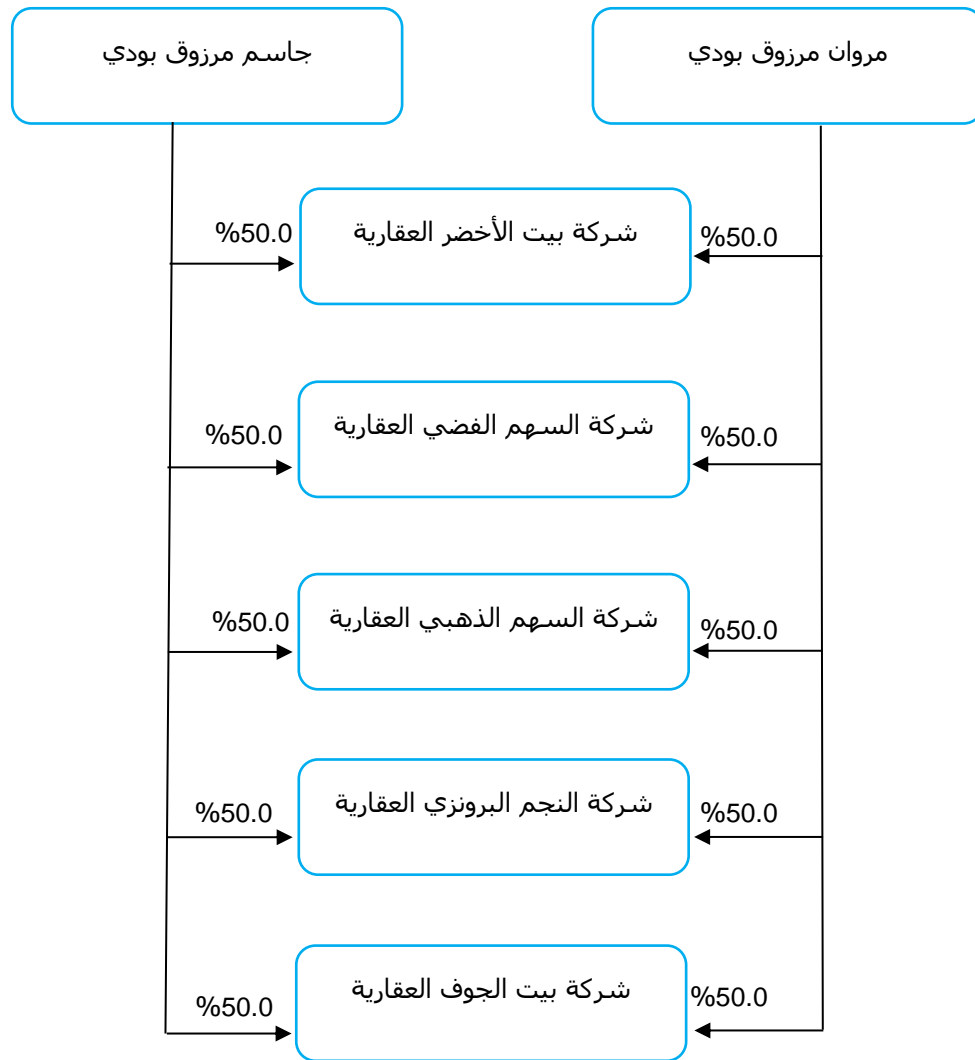 مروان مرزوق بودي
جاسم مرزوق بودي
%50.0
شركة بيت الأخضر العقارية
%50.0
%50.0
شركة السهم الفضي العقارية
%50.0
%50.0
شركة السهم الذهبي العقارية
%50.0
%50.0
شركة النجم البرونزي العقارية
%50.0
%50.0
شركة بيت الجوف العقارية
%50.0